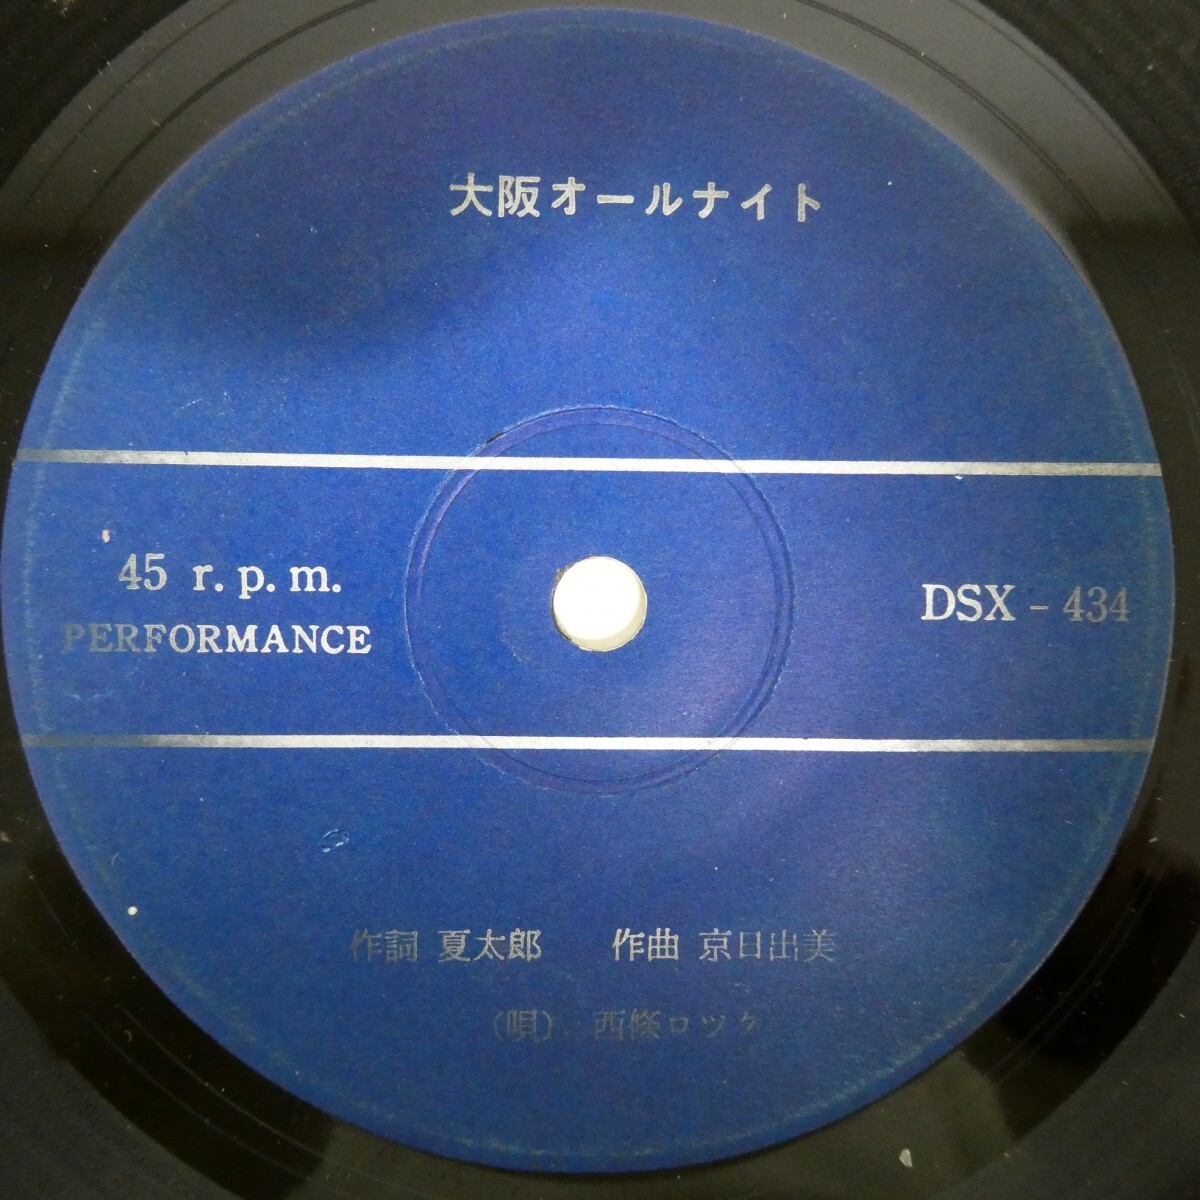 大阪オールナイト
45 r.p.m.
PERFORMANCE
DSX - 434
作詞 夏太郎 作曲 京日出美
(唄) 西條ロック